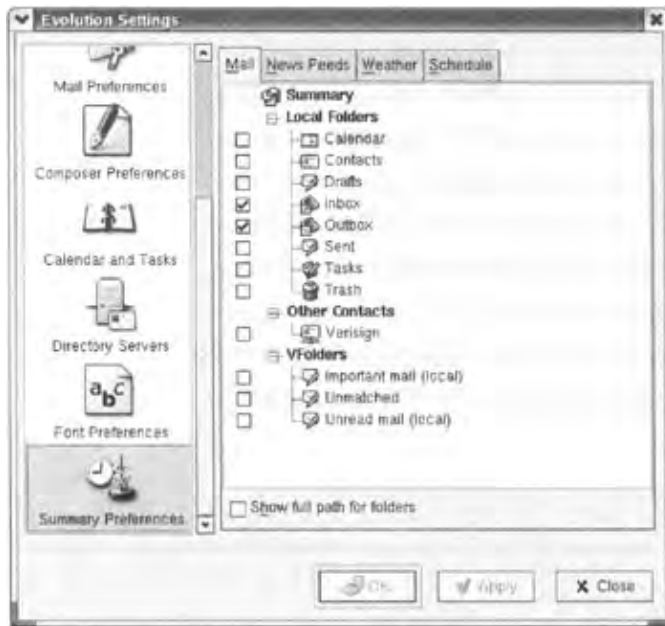 Evolution Settings
Mail Preferences
Composer Preferences
Calendar and Tasks
Directory Servers
Font Preferences
Summary Preferences
Mail News Feeds Weather Schedule
Summary
Local Folders
Calendar
Contacts
Drafts
Inbox
Outbox
Sent
Tasks
Trash
Other Contacts
Verisign
VFolders
Important mail (local)
Unmatched
Unread mail (local)
Show full path for folders
OK Apply Close